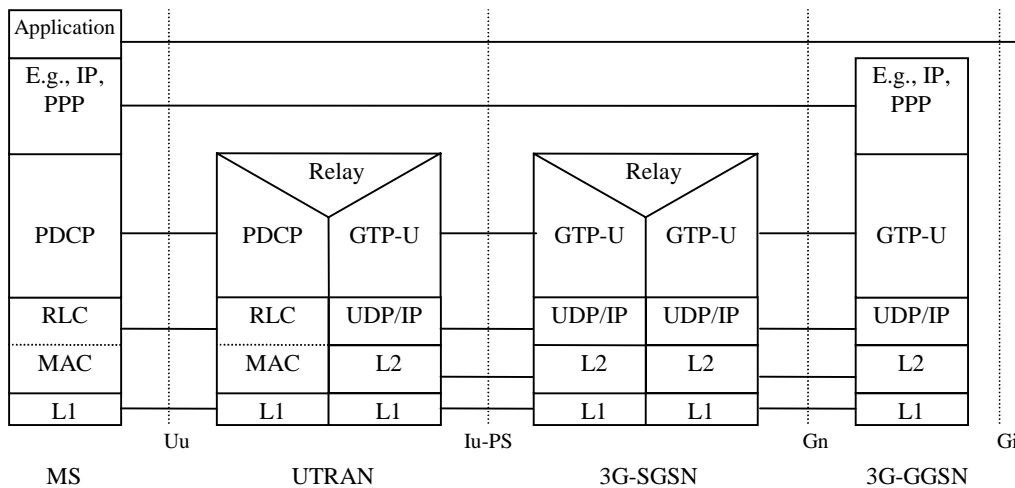 Application
E.g., IP,
PPP
E.g., IP,
PPP
Relay
Relay
PDCP
PDCP
GTP-U
GTP-U
GTP-U
GTP-U
RLC
RLC
UDP/IP
UDP/IP
UDP/IP
UDP/IP
MAC
MAC
L2
L2
L2
L2
L1
L1
L1
L1
L1
L1
Uu
Iu-PS
Gn
Gi
MS
UTRAN
3G-SGSN
3G-GGSN